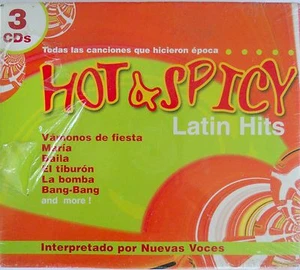 3
CDs
Todas las canciones que hicieron época.....
HOT & SPICY
Latin Hits
Vámonos de fiesta
María
Baila
El tiburón
La bomba
Bang-Bang
and more !
Interpretado por Nuevas Voces